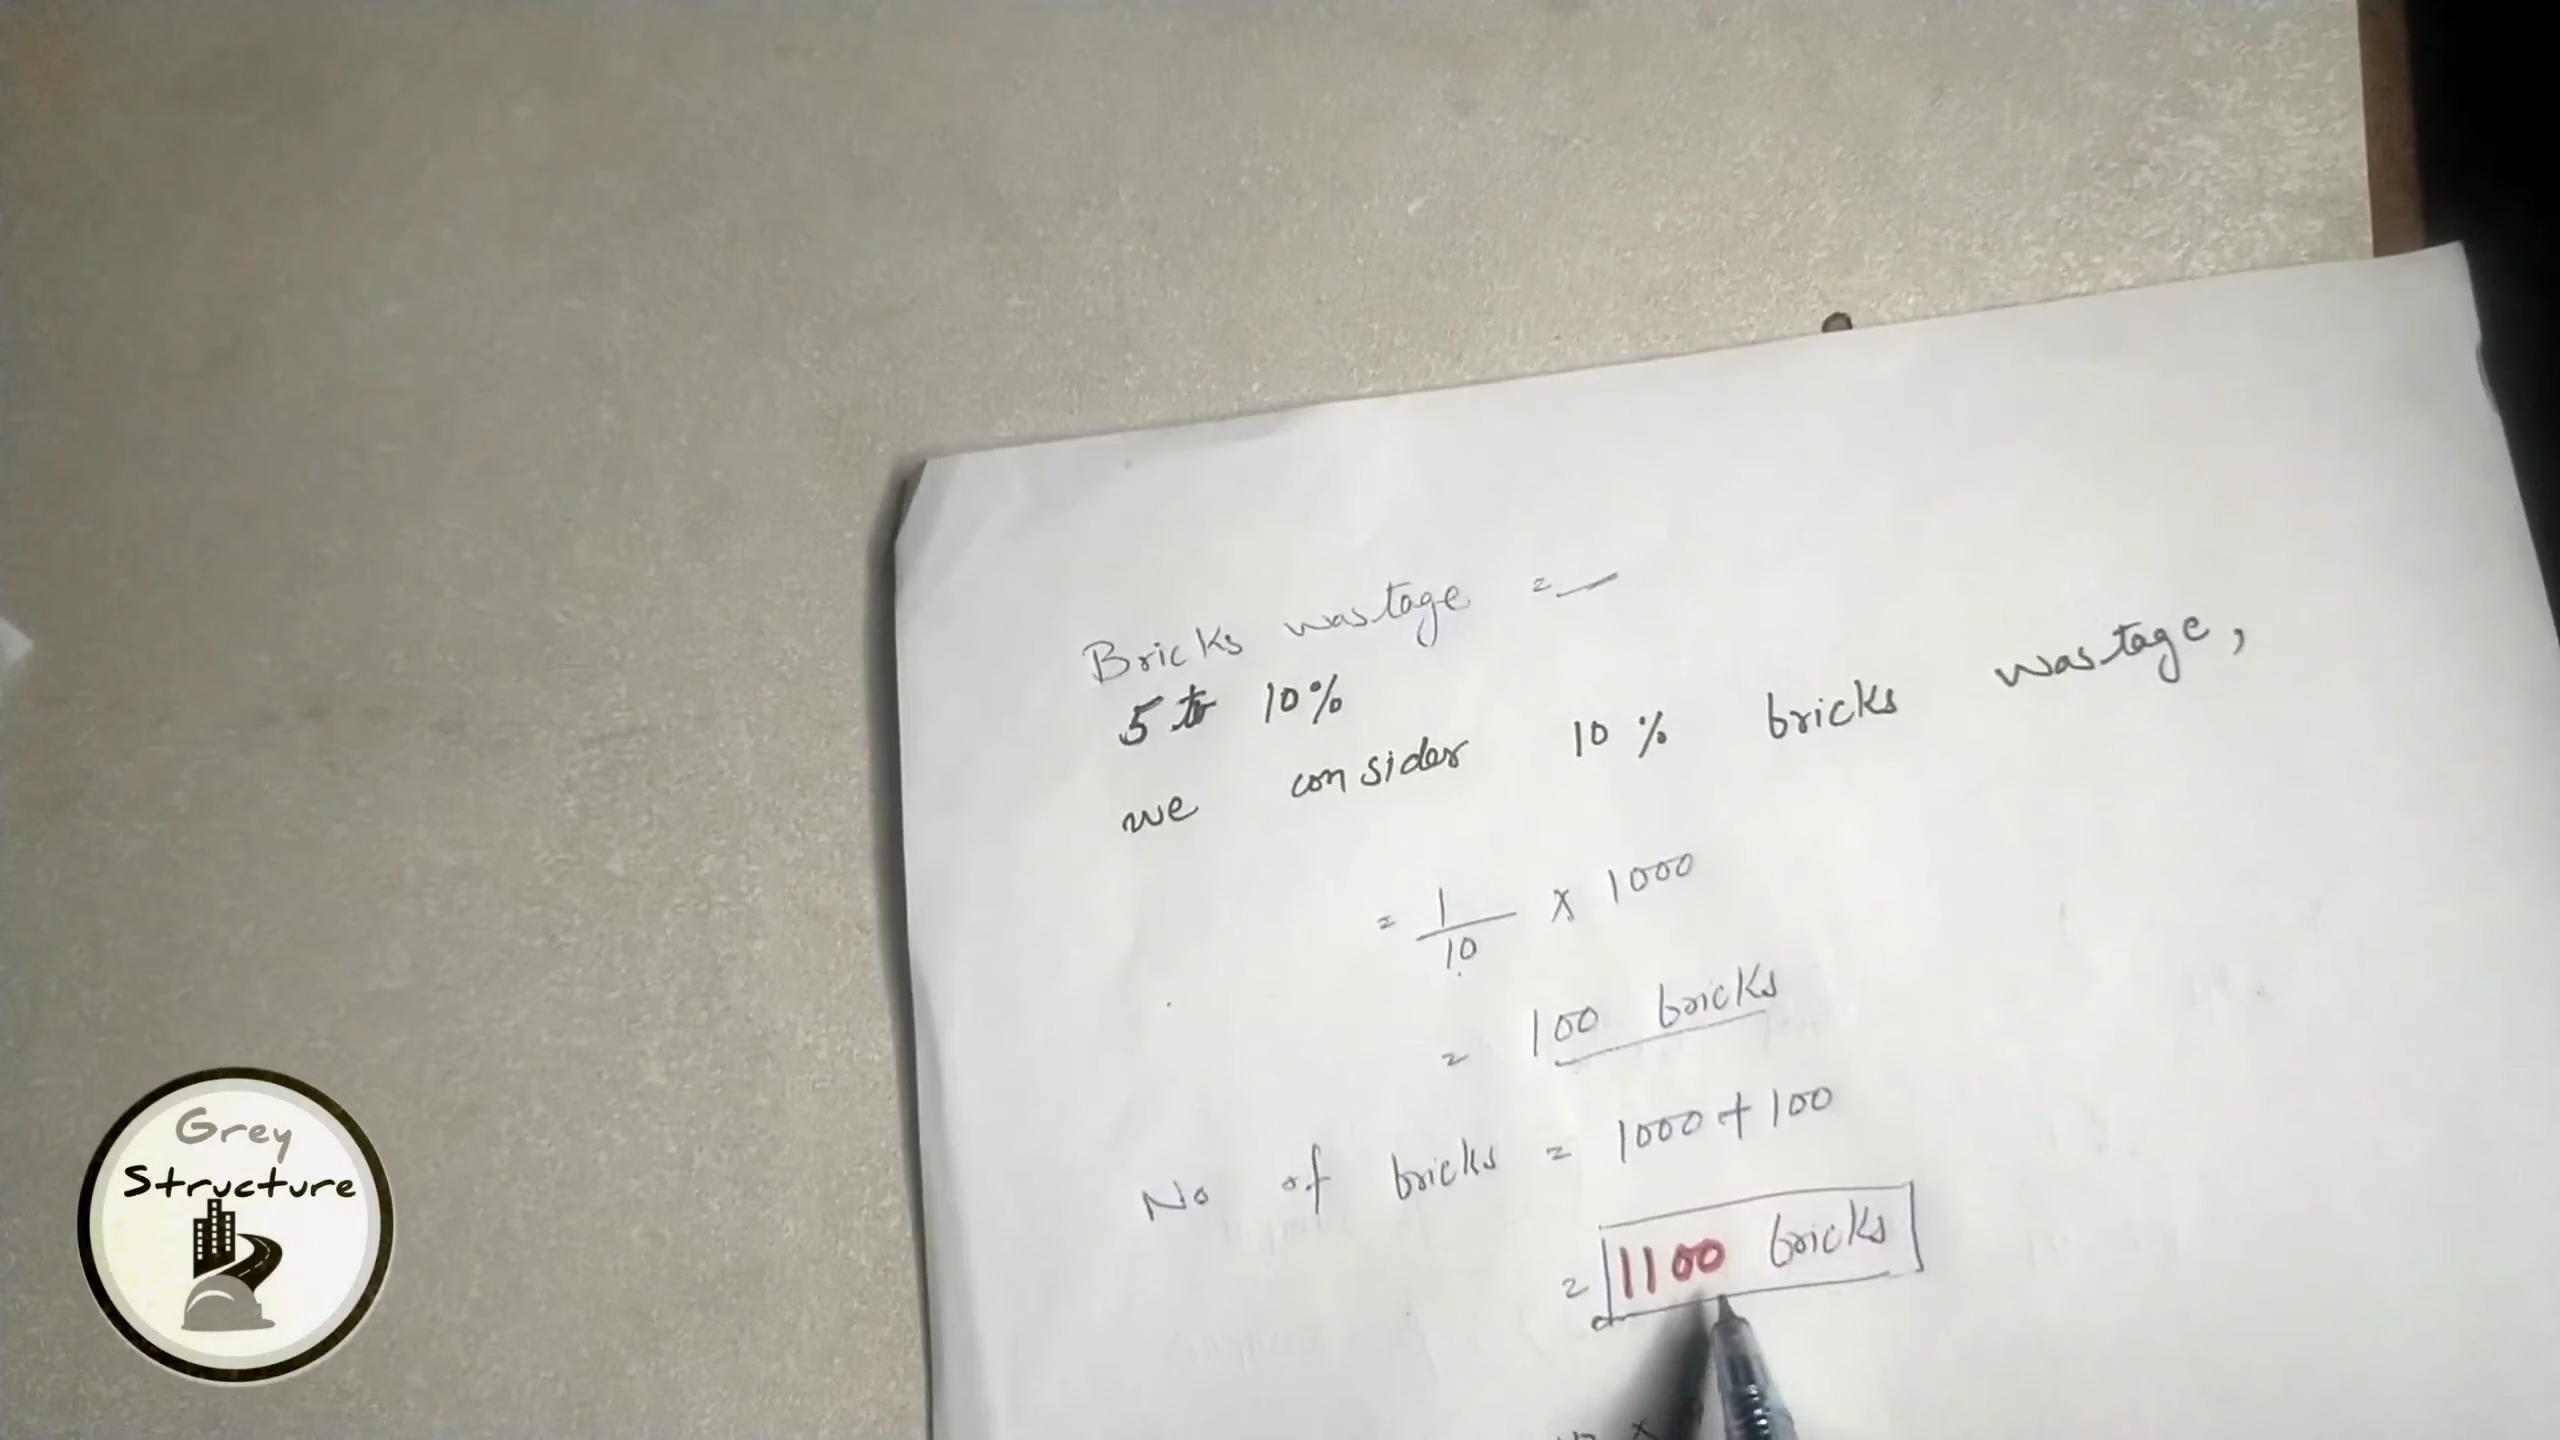 Bricks wastage =
5 to 10%
we consider 10% bricks wastage,
= 1/10 x 1000
= 100 bricks
No of bricks = 1000 + 100
= 1100 bricks
Grey
Structure